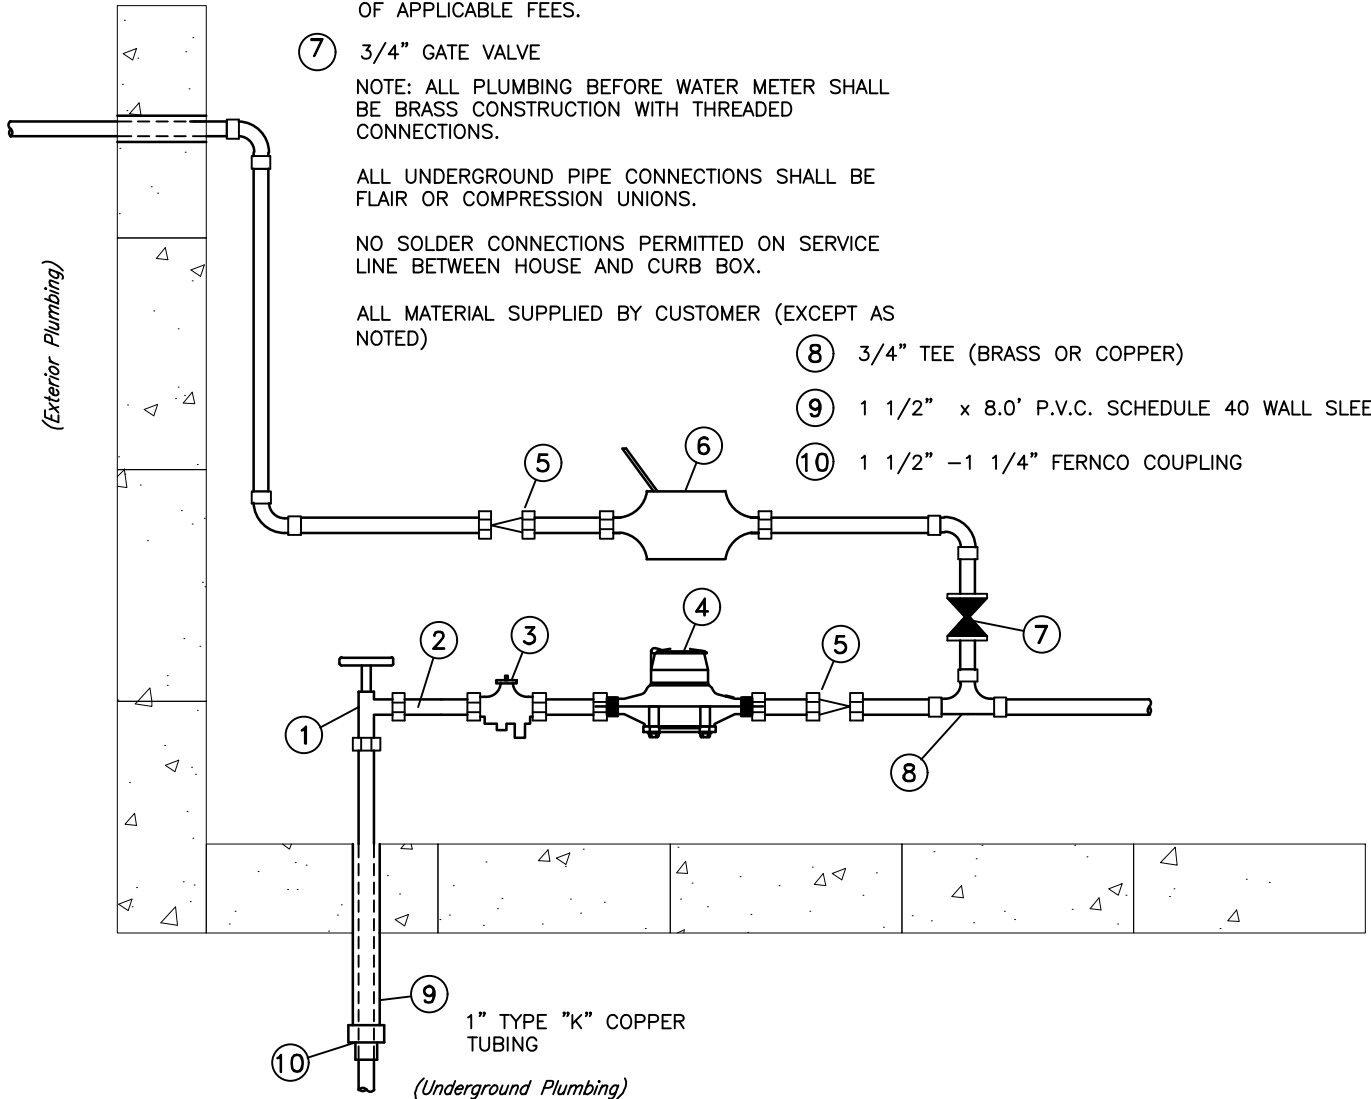 OF APPLICABLE FEES.
7 3/4" GATE VALVE
NOTE: ALL PLUMBING BEFORE WATER METER SHALL
BE BRASS CONSTRUCTION WITH THREADED
CONNECTIONS.
ALL UNDERGROUND PIPE CONNECTIONS SHALL BE
FLAIR OR COMPRESSION UNIONS.
NO SOLDER CONNECTIONS PERMITTED ON SERVICE
LINE BETWEEN HOUSE AND CURB BOX.
ALL MATERIAL SUPPLIED BY CUSTOMER (EXCEPT AS
NOTED)
8 3/4" TEE (BRASS OR COPPER)
9 1 1/2" x 8.0' P.V.C. SCHEDULE 40 WALL SLEE
10 1 1/2" -1 1/4" FERNCO COUPLING
(Exterior Plumbing)
5
6
4
7
2
3
5
1
8
9
1" TYPE "K" COPPER
TUBING
10
(Underground Plumbing)